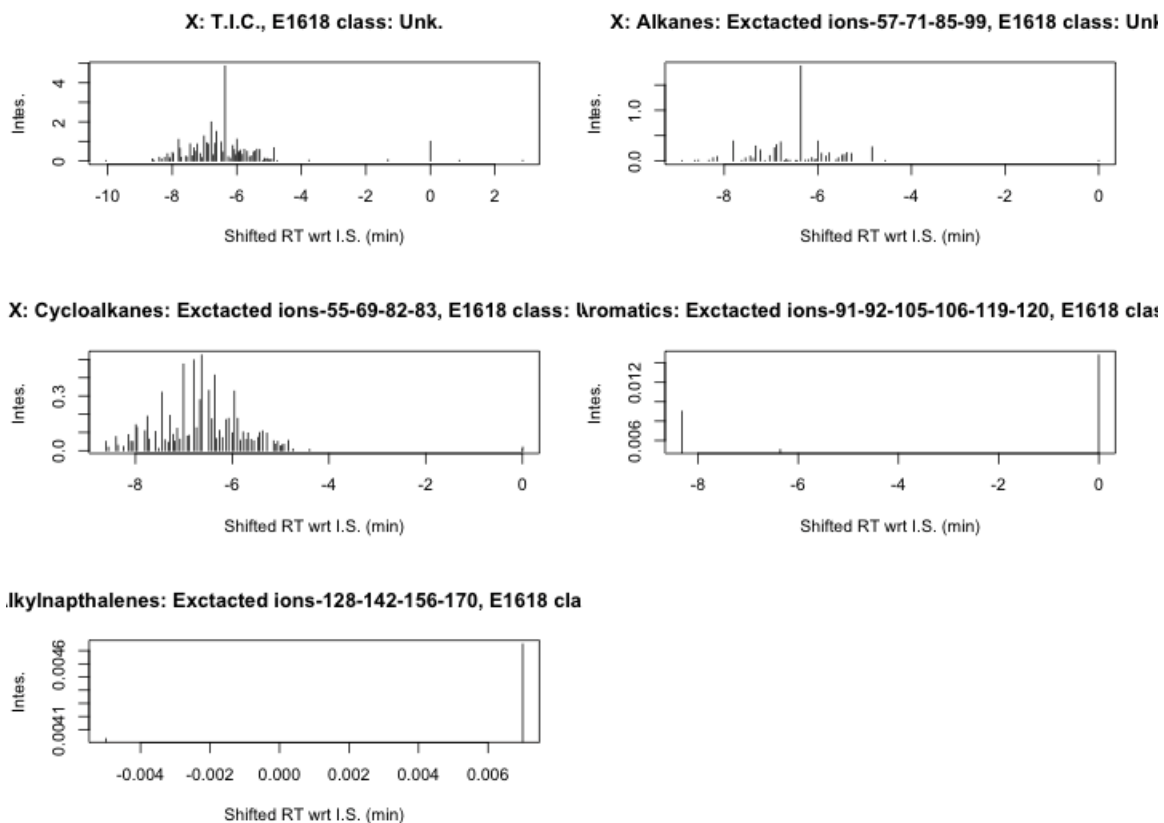 X: T.I.C., E1618 class: Unk.
Intes.
4
2
0
-10 -8 -6 -4 -2 0 2
Shifted RT wrt I.S. (min)
X: Alkanes: Exctacted ions-57-71-85-99, E1618 class: Unk
Intes.
1.0
0.0
-8 -6 -4 -2 0
Shifted RT wrt I.S. (min)
X: Cycloalkanes: Exctacted ions-55-69-82-83, E1618 class: U
Intes.
0.3
0.0
-8 -6 -4 -2 0
Shifted RT wrt I.S. (min)
Aromatics: Exctacted ions-91-92-105-106-119-120, E1618 clas
Intes.
0.012
0.006
-8 -6 -4 -2 0
Shifted RT wrt I.S. (min)
lkylnapthalenes: Exctacted ions-128-142-156-170, E1618 cla
Intes.
0.0046
0.0041
-0.004 -0.002 0.000 0.002 0.004 0.006
Shifted RT wrt I.S. (min)